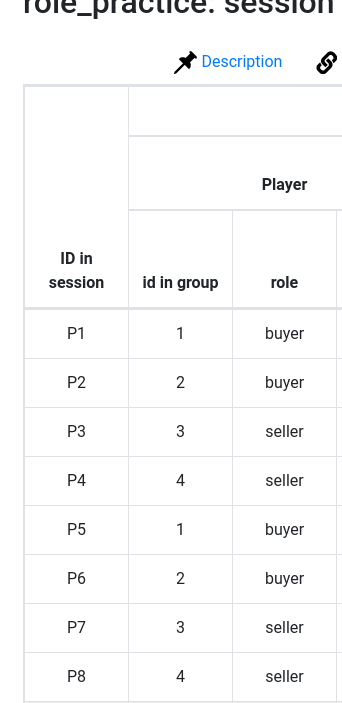 role_practice: session
Description
Player
ID in session
id in group
role
P1 1 buyer
P2 2 buyer
P3 3 seller
P4 4 seller
P5 1 buyer
P6 2 buyer
P7 3 seller
P8 4 seller